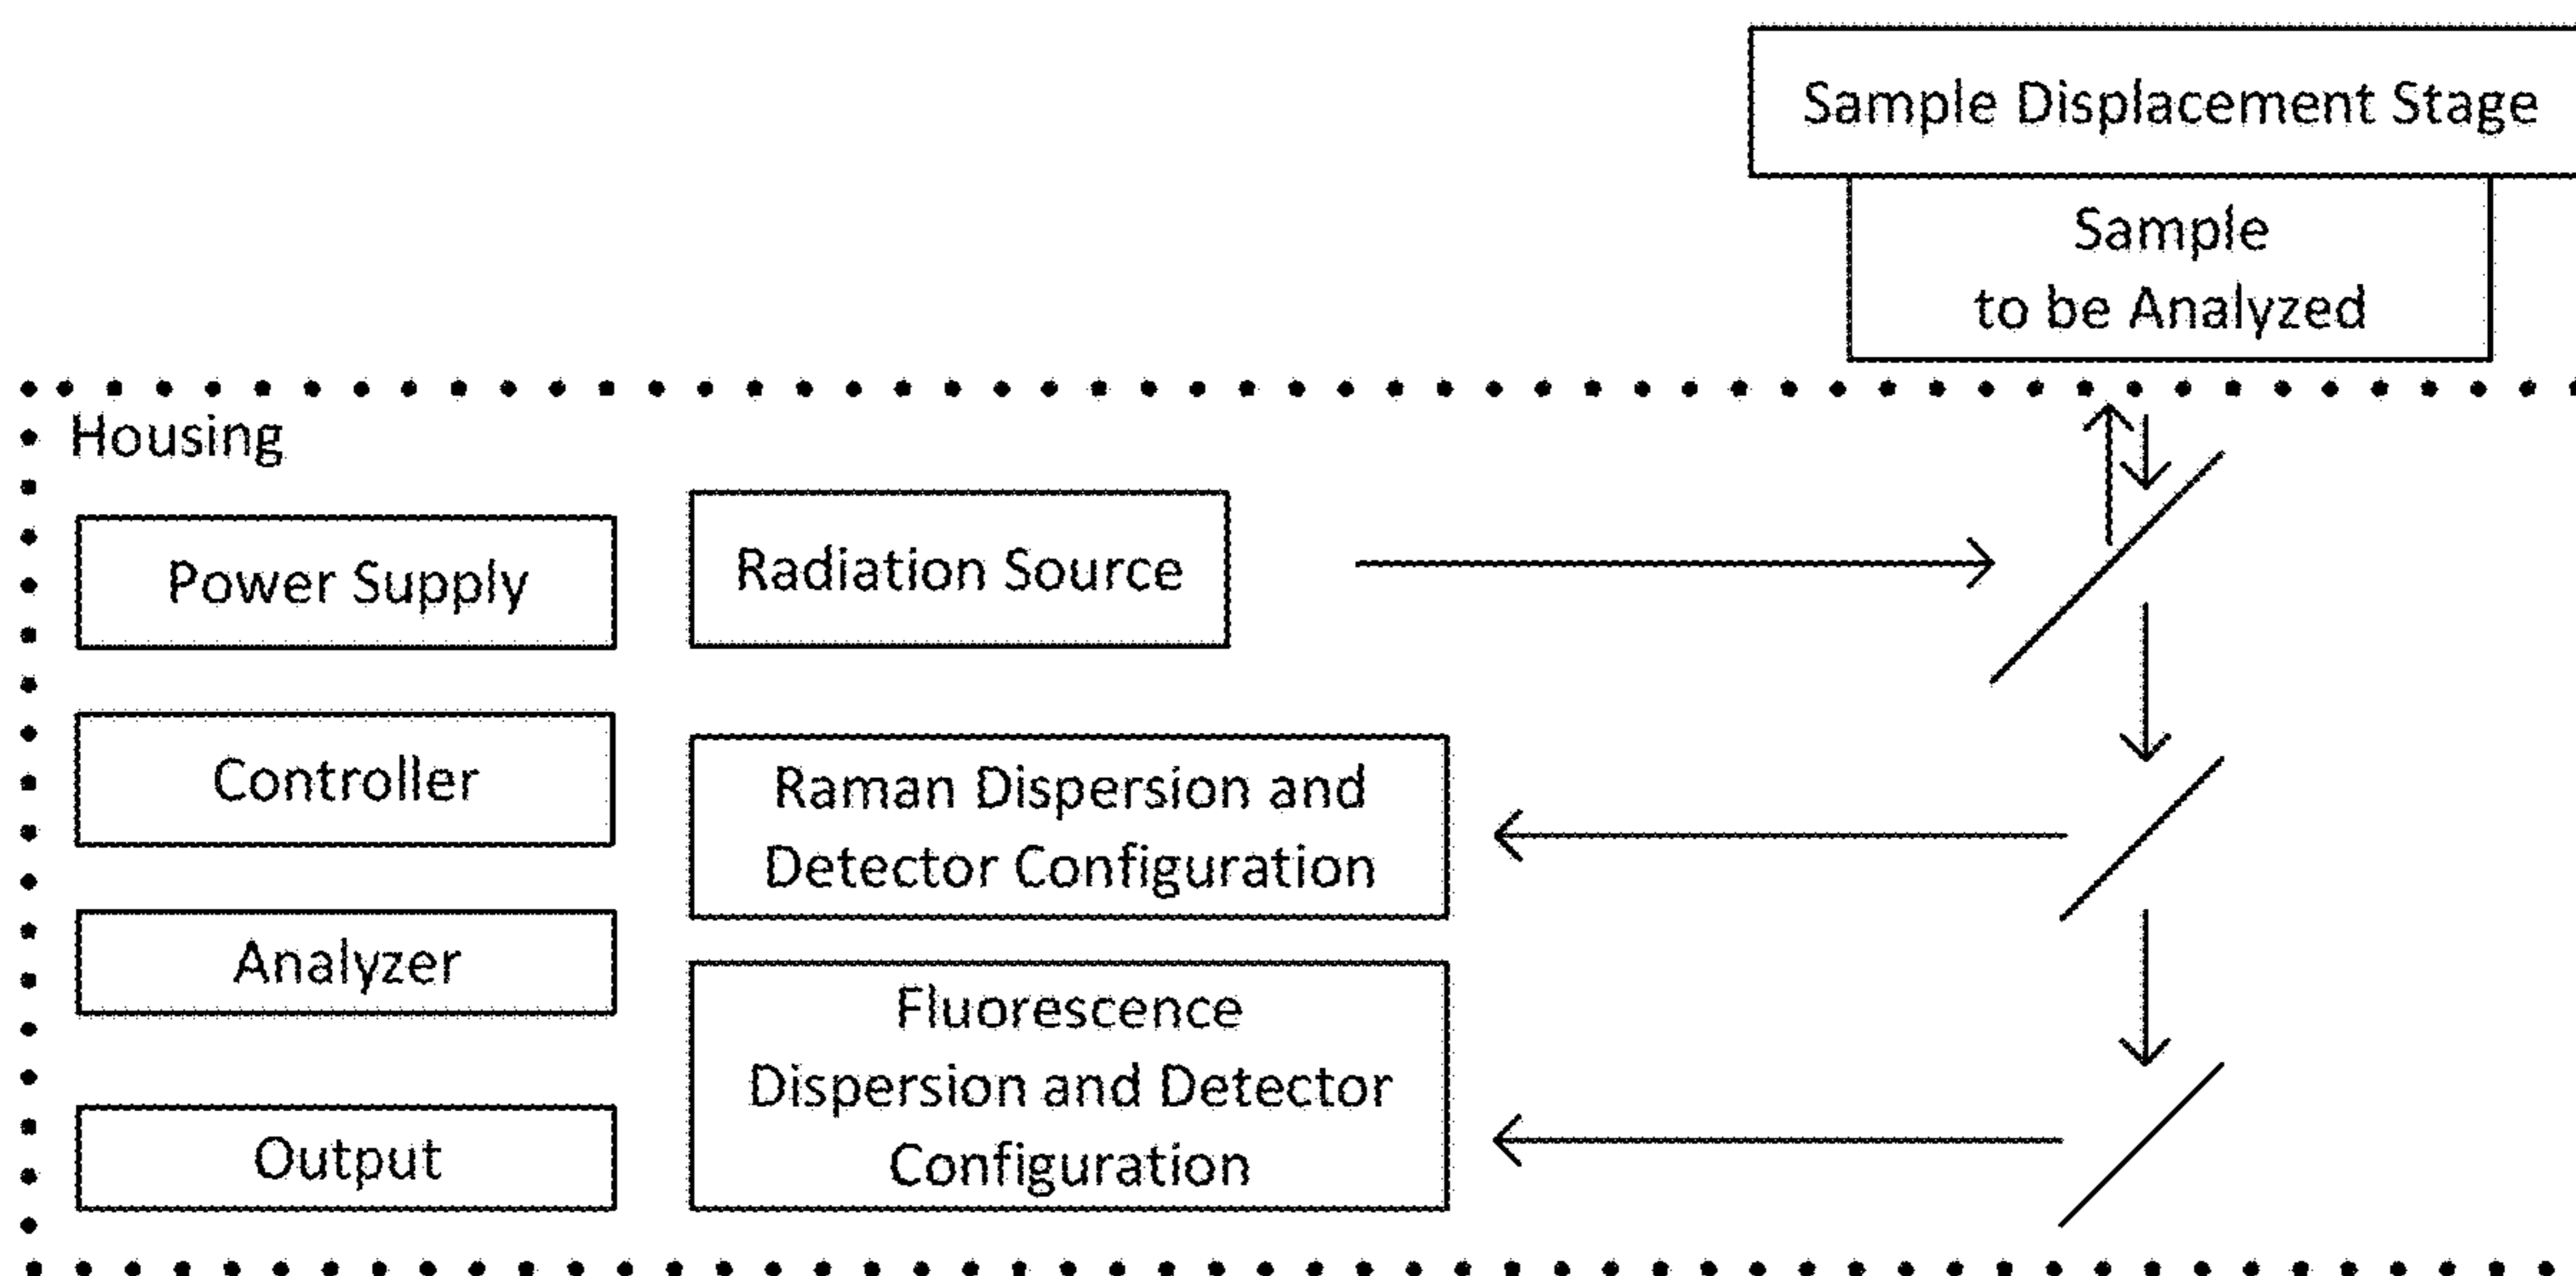 Sample Displacement Stage
Sample
to be Analyzed
Housing
Power Supply
Radiation Source
Controller
Raman Dispersion and
Detector Configuration
Analyzer
Fluorescence
Dispersion and Detector
Configuration
Output